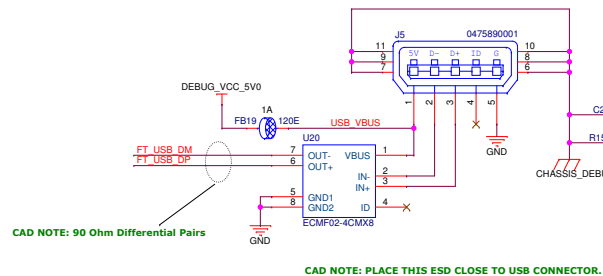 J5
0475890001
5V D- D+ ID G
11
9
7
10
8
6
1
2
3
4
5
DEBUG_VCC_5V0
1A
FB19
120E
USB_VBUS
GND
C2
R15
CHASSIS_DEBU
U20
FT_USB_DM
FT_USB_DP
7
6
OUT-
OUT+
VBUS
1
IN-
IN+
2
3
5
8
GND1
GND2
ID
4
ECMF02-4CMX8
GND
CAD NOTE: 90 Ohm Differential Pairs
CAD NOTE: PLACE THIS ESD CLOSE TO USB CONNECTOR.